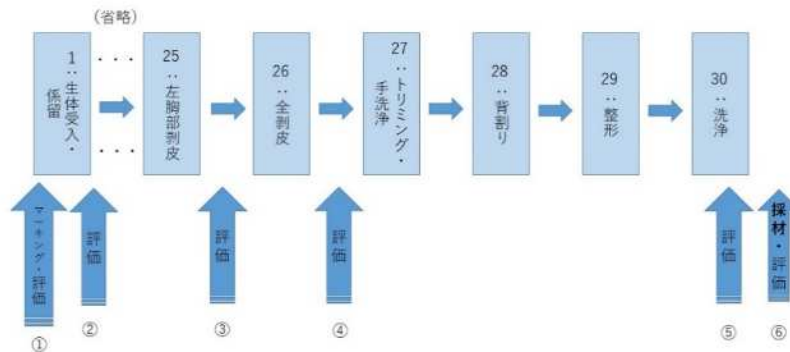 (省略)
1：生体受入・係留
・・・
・・・
25：左胸部剥皮
26：全剥皮
27：トリミング・手洗浄
28：背割り
29：整形
30：洗浄
マーキング・評価
評価
評価
評価
評価
採材・評価
①
②
③
④
⑤
⑥